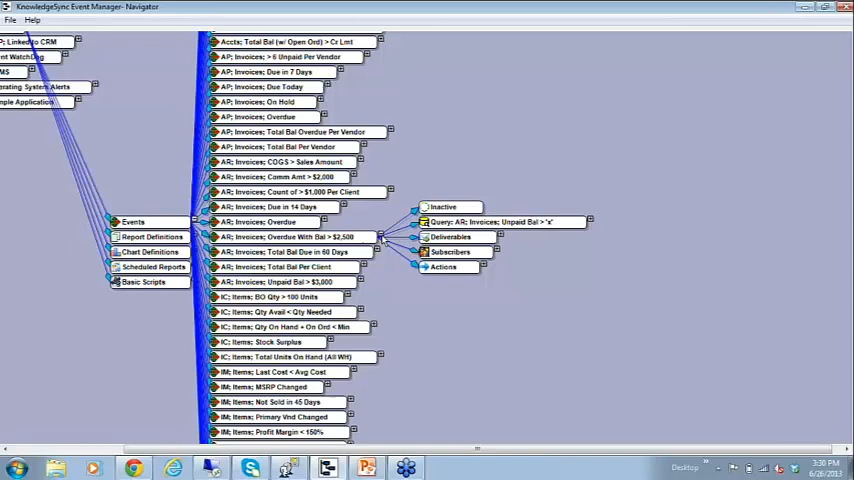 KnowledgeSync Event Manager- Navigator
File Help
Linked to CRM
WatchDog
MS
erating System Alerts
mple Application
Events
Report Definitions
Chart Definitions
Scheduled Reports
Basic Scripts
Accts; Total Bal (w/ Open Ord) > Cr Lmt
AP; Invoices; > 6 Unpaid Per Vendor
AP; Invoices; Due in 7 Days
AP; Invoices; Due Today
AP; Invoices; On Hold
AP; Invoices; Overdue
AP; Invoices; Total Bal Overdue Per Vendor
AP; Invoices; Total Bal Per Vendor
AR; Invoices; COGS > Sales Amount
AR; Invoices; Comm Amt > $2,000
AR; Invoices; Count of > $1,000 Per Client
AR; Invoices; Due in 14 Days
AR; Invoices; Overdue
AR; Invoices; Overdue With Bal > $2,500
AR; Invoices; Total Bal Due in 60 Days
AR; Invoices; Total Bal Per Client
AR; Invoices; Unpaid Bal > $3,000
IC; Items; BO Qty > 100 Units
IC; Items; Qty Avail < Qty Needed
IC; Items; Qty On Hand + On Ord < Min
IC; Items; Stock Surplus
IC; Items; Total Units On Hand (All WH)
IM; Items; Last Cost < Avg Cost
IM; Items; MSRP Changed
IM; Items; Not Sold in 45 Days
IM; Items; Primary Vnd Changed
IM; Items; Profit Margin < 150%
Inactive
Query: AR; Invoices; Unpaid Bal > 'x'
Deliverables
Subscribers
Actions
Desktop
3:30 PM
6/26/2013